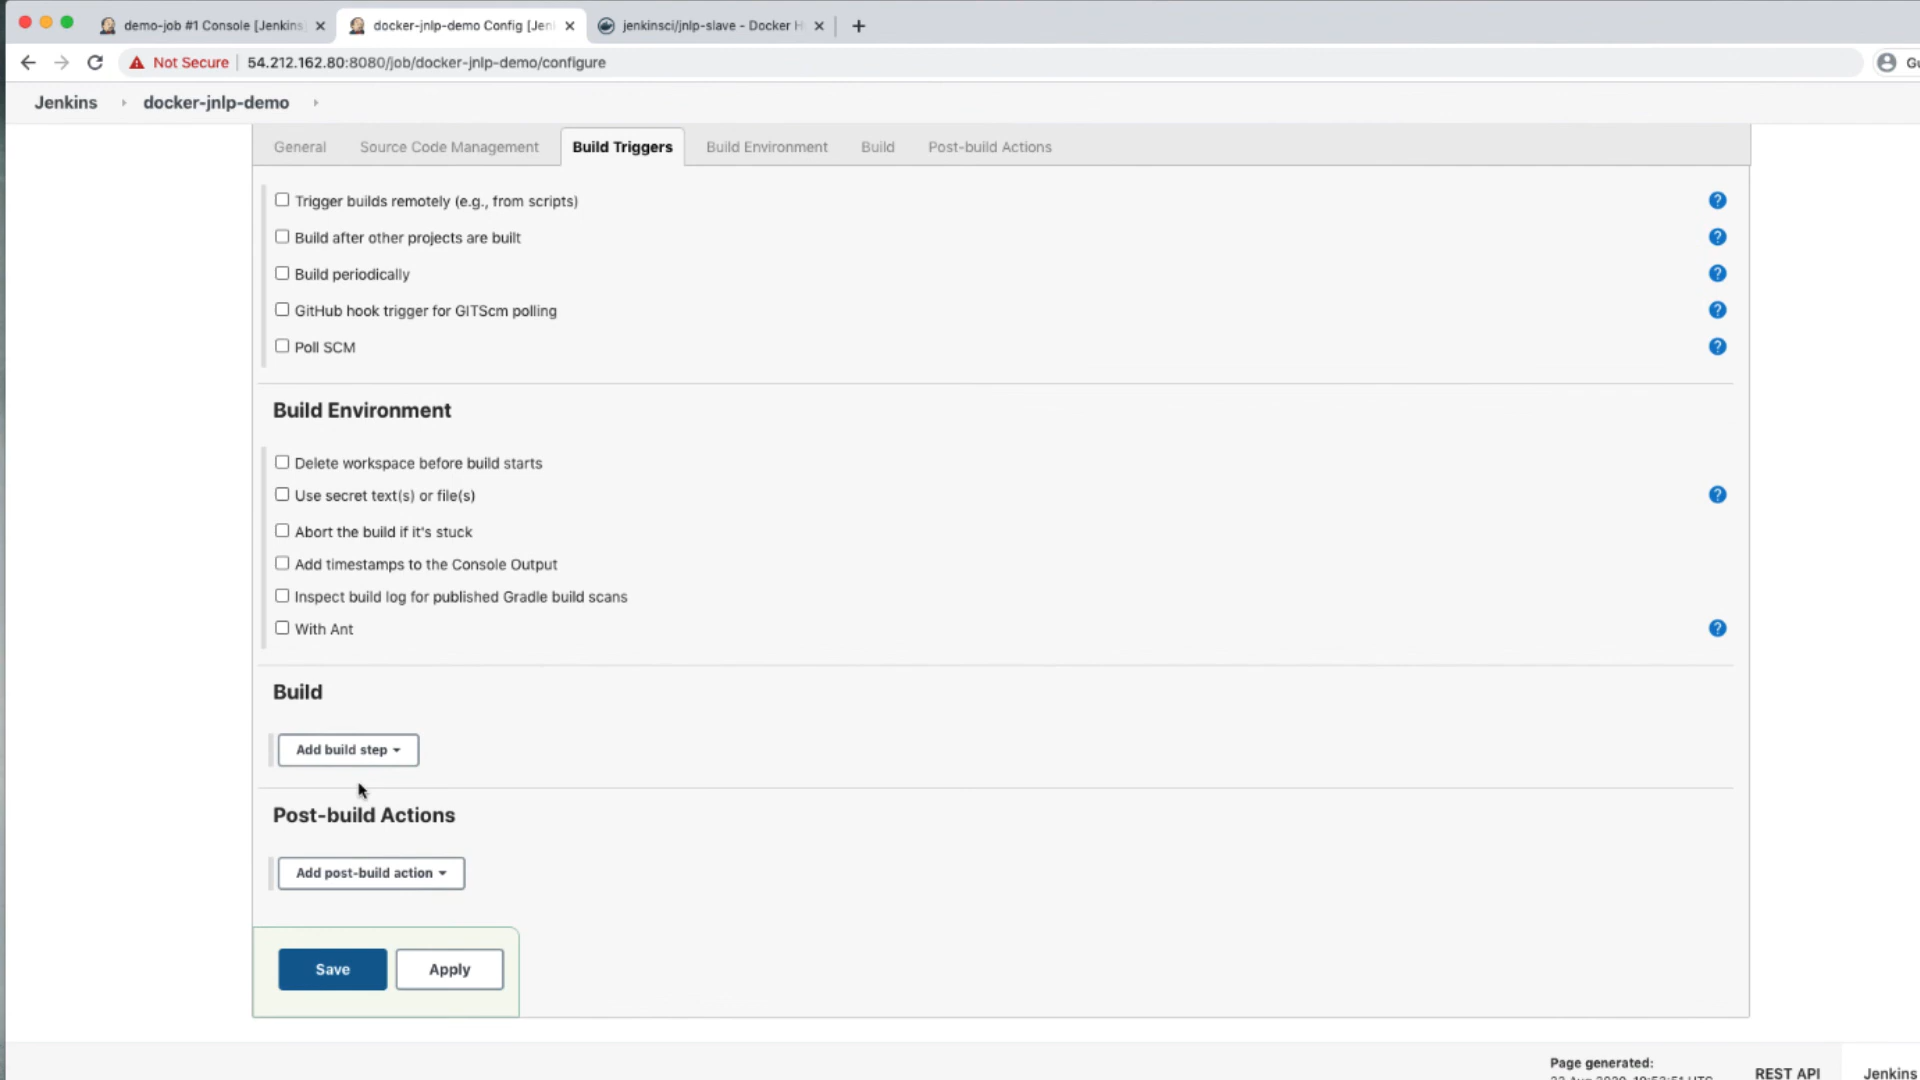 demo-job #1 Console [Jenkins
docker-jnlp-demo Config [Jen
jenkinsci/jnlp-slave - Docker H
Not Secure
54.212.162.80:8080/job/docker-jnlp-demo/configure
Gu
Jenkins
docker-jnlp-demo
General
Source Code Management
Build Triggers
Build Environment
Build
Post-build Actions
Trigger builds remotely (e.g., from scripts)
Build after other projects are built
Build periodically
GitHub hook trigger for GITScm polling
Poll SCM
Build Environment
Delete workspace before build starts
Use secret text(s) or file(s)
Abort the build if it's stuck
Add timestamps to the Console Output
Inspect build log for published Gradle build scans
With Ant
Build
Add build step
Post-build Actions
Add post-build action
Save
Apply
Page generated:
REST API
Jenkins